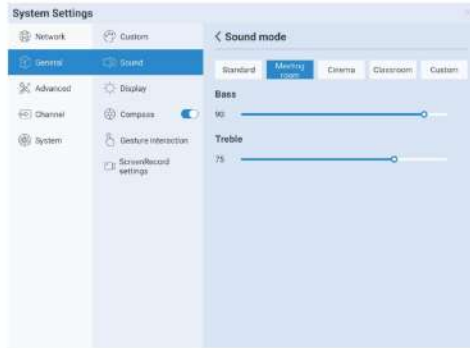 System Settings
Network
General
Advanced
Channel
System
Custom
Sound
Display
Compass
Gesture interaction
ScreenRecord
settings
Sound mode
Standard
Meeting
room
Cinema
Classroom
Custom
Bass
90
Treble
75